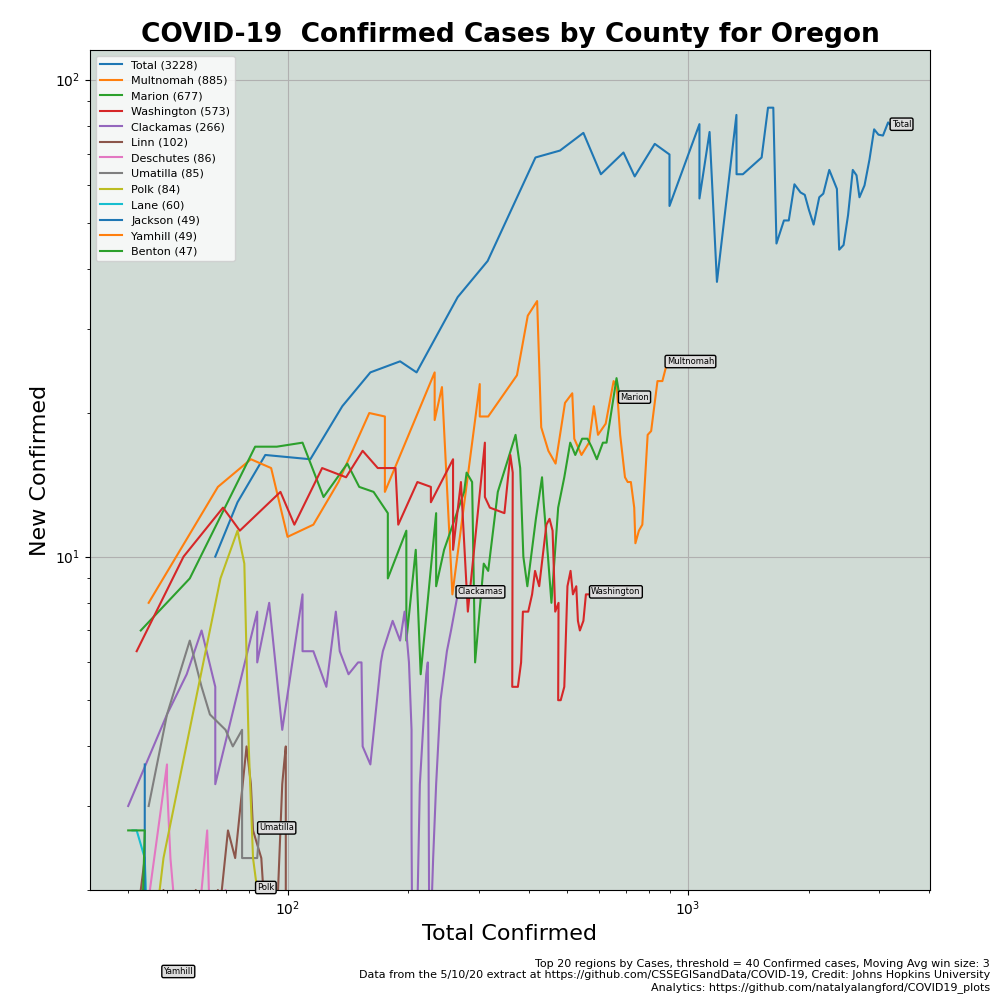 COVID-19  Confirmed Cases by County for Oregon
Total (3228)
Multnomah (885)
Marion (677)
Washington (573)
Clackamas (266)
Linn (102)
Deschutes (86)
Umatilla (85)
Polk (84)
Lane (60)
Jackson (49)
Yamhill (49)
Benton (47)
10²
Total
Multnomah
Marion
New Confirmed
10¹
Clackamas
Washington
Umatilla
Polk
10²
10³
Total Confirmed
Yamhill
Top 20 regions by Cases, threshold = 40 Confirmed cases, Moving Avg win size: 3
Data from the 5/10/20 extract at https://github.com/CSSEGISandData/COVID-19, Credit: Johns Hopkins University
Analytics: https://github.com/natalyalangford/COVID19_plots